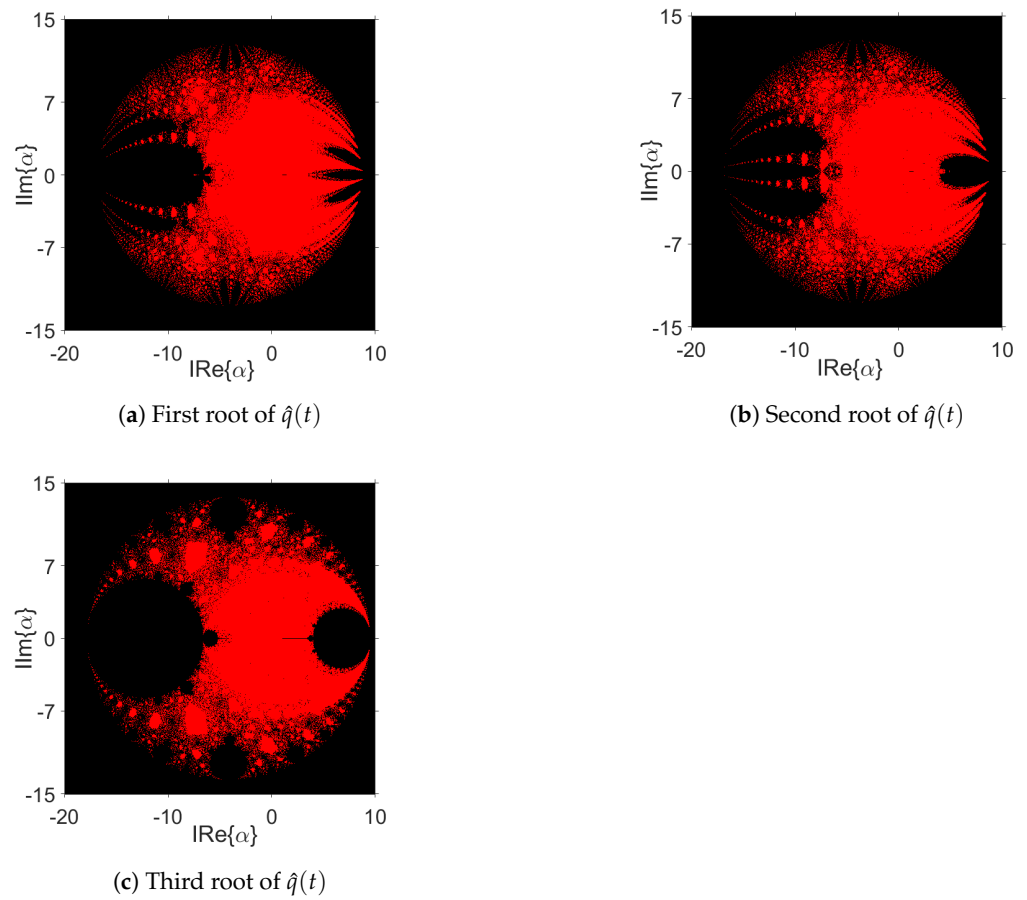 15
7
0
-7
-15
-20 -10 0 10
IRe{α}
IIm{α}
(a) First root of q̂(t)
15
7
0
-7
-15
-20 -10 0 10
IRe{α}
IIm{α}
(b) Second root of q̂(t)
15
7
0
-7
-15
-20 -10 0 10
IRe{α}
IIm{α}
(c) Third root of q̂(t)